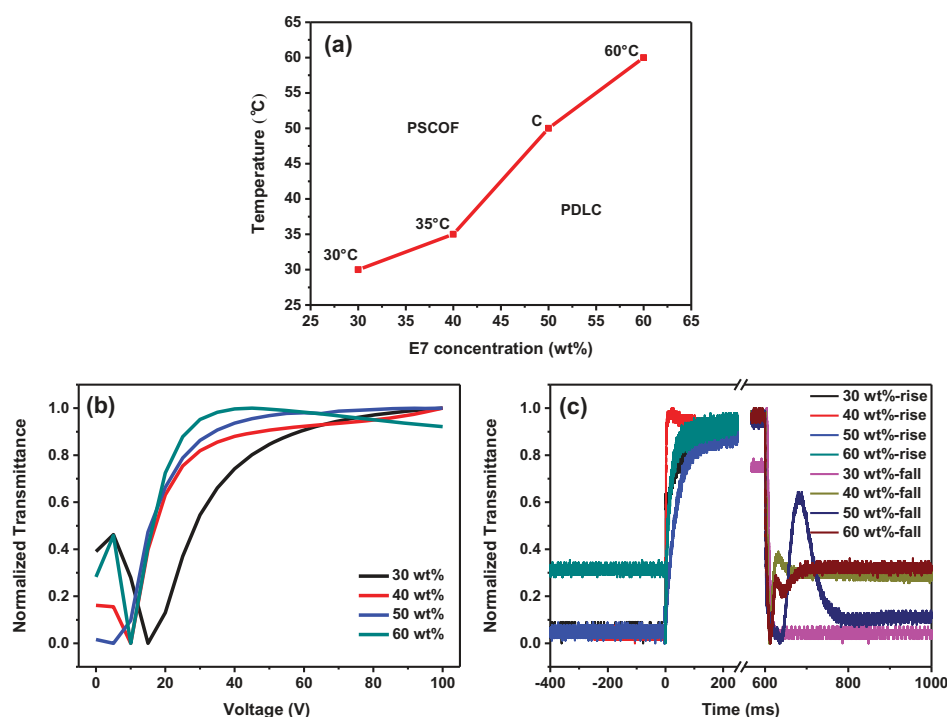 (a)
Temperature (℃)
65
60
55
50
45
40
35
30
25
60°C
C
35°C
30°C
PSCOF
PDLC
25 30 35 40 45 50 55 60 65
E7 concentration (wt%)
(b)
Normalized Transmittance
1.0
0.8
0.6
0.4
0.2
0.0
30 wt%
40 wt%
50 wt%
60 wt%
0 20 40 60 80 100
Voltage (V)
(c)
Normalized Transmittance
1.0
0.8
0.6
0.4
0.2
0.0
30 wt%-rise
40 wt%-rise
50 wt%-rise
60 wt%-rise
30 wt%-fall
40 wt%-fall
50 wt%-fall
60 wt%-fall
-400 -200 0 200 600 800 1000
Time (ms)